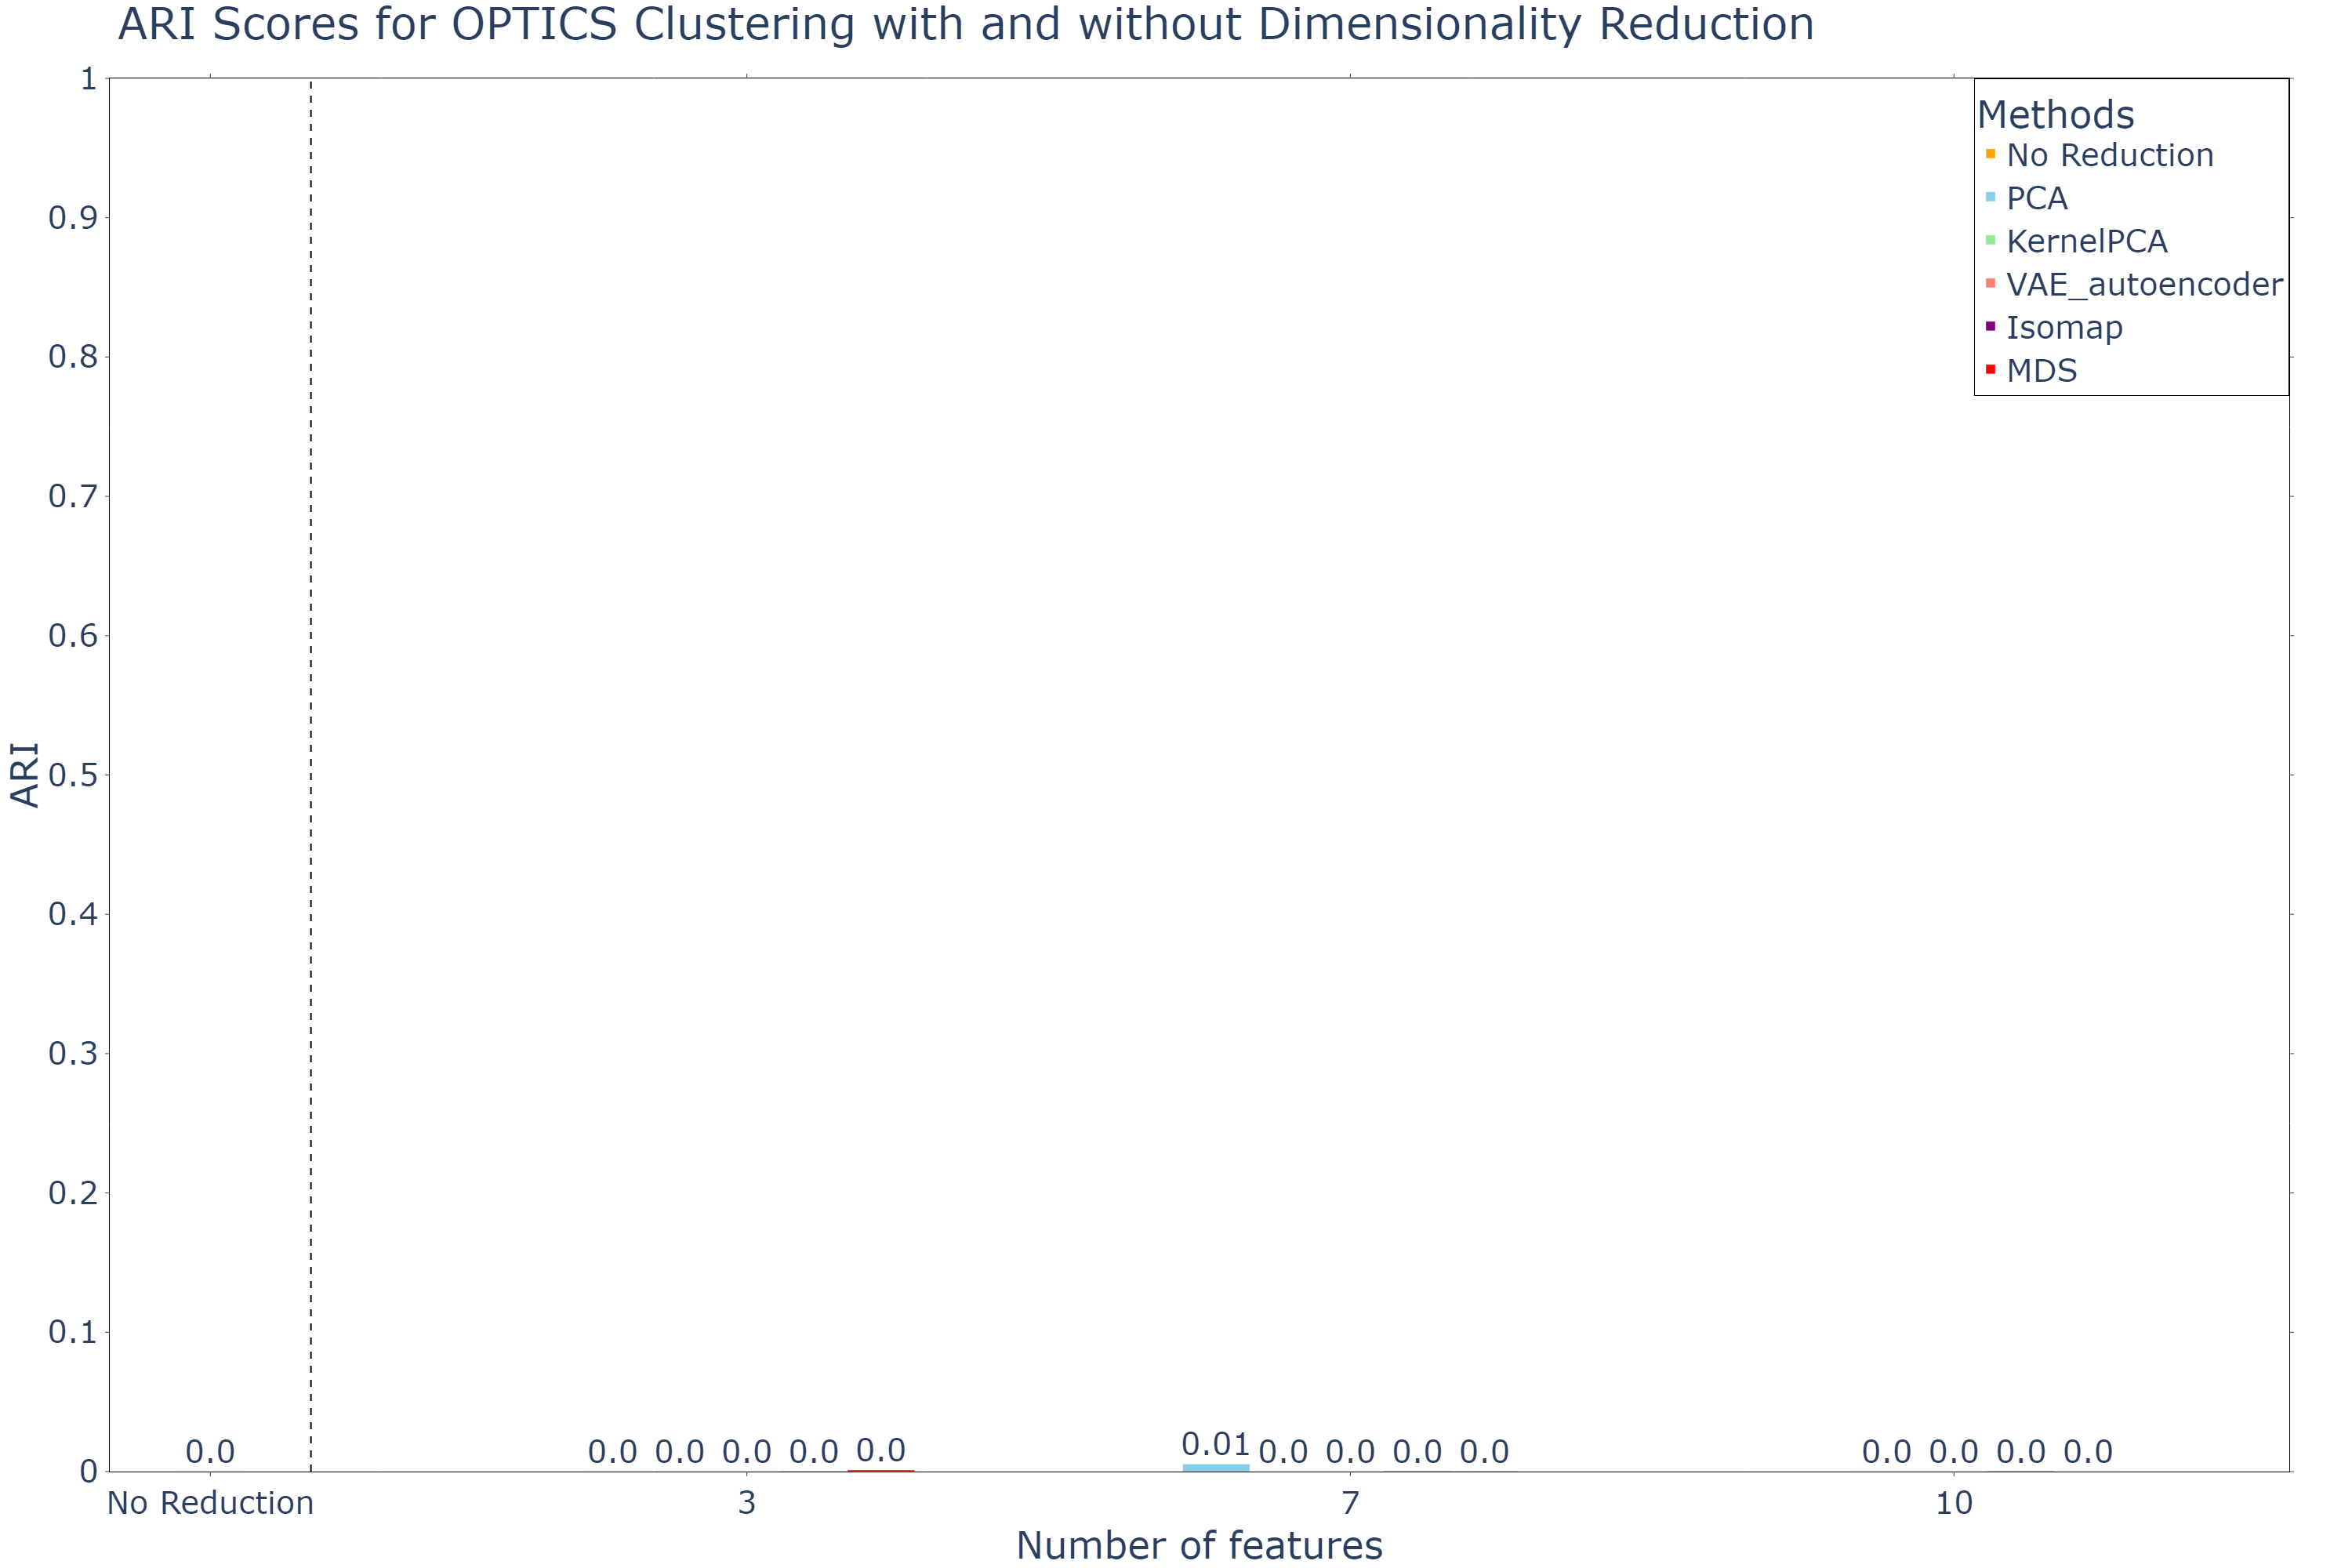 ARI Scores for OPTICS Clustering with and without Dimensionality Reduction
1
0.9
0.8
0.7
0.6
0.5
0.4
0.3
0.2
0.1
0
ARI
Methods
No Reduction
PCA
KernelPCA
VAE_autoencoder
Isomap
MDS
0.0
0.0 0.0 0.0 0.0 0.0
0.01 0.0 0.0 0.0 0.0
0.0 0.0 0.0 0.0
No Reduction 3 7 10
Number of features